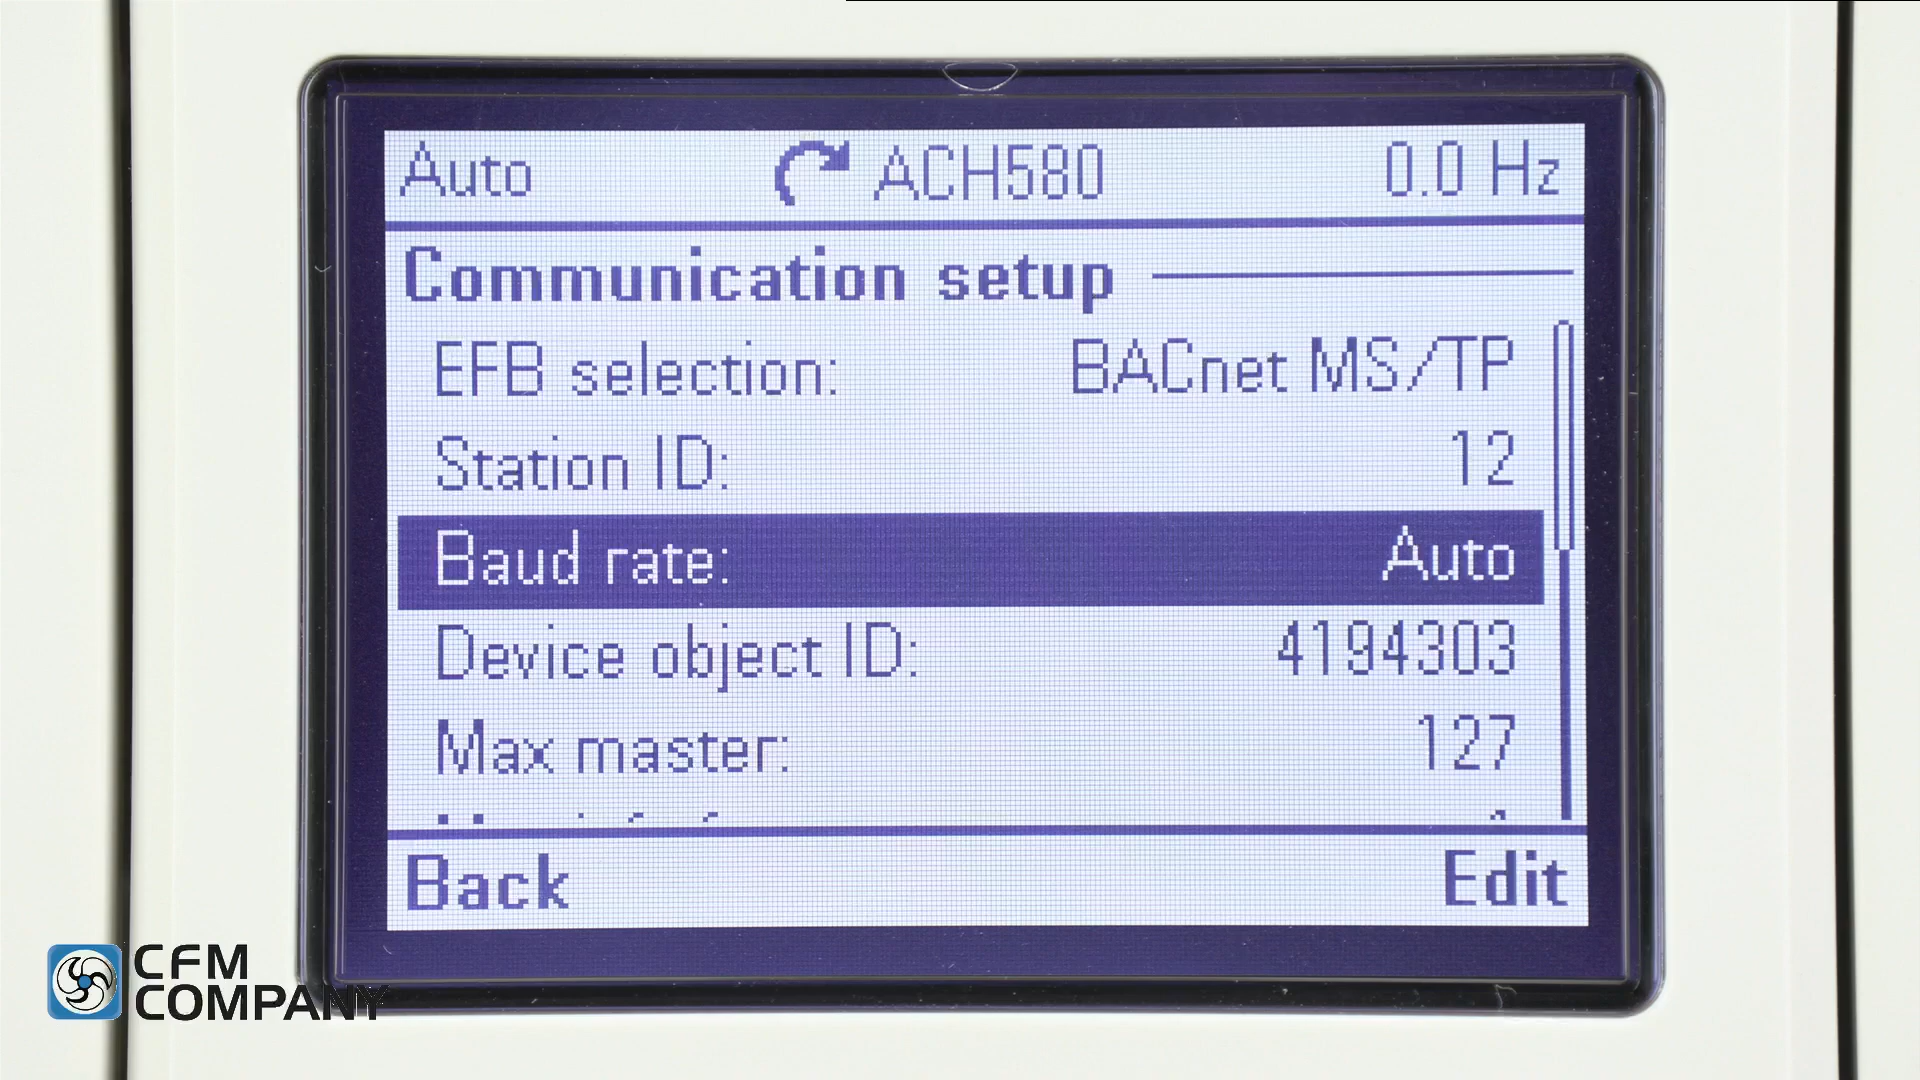 Auto ACH580 0.0 Hz
Communication setup
EFB selection: BACnet MS/TP
Station ID: 12
Baud rate: Auto
Device object ID: 4194303
Max master: 127
Back Edit
CFM
COMPANY